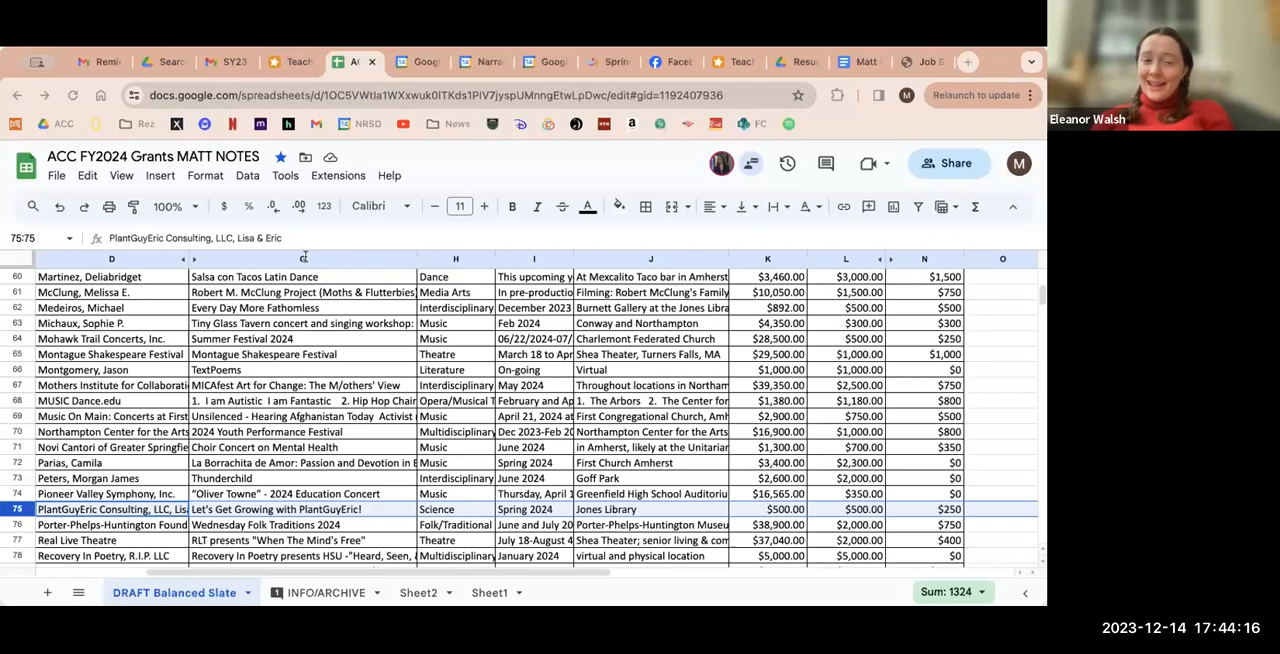 Remir Searc SY23 Teach AC Googl Narra Googl Sprin Faceb Teach Resu Matt Job S
docs.google.com/spreadsheets/d/1OC5VWtIa1WXxwuk0ITKds1PIV7jyspUMnngEtwLpDwc/edit#gid=1192407936
M Relaunch to update
ACC Rez NRSD News FC
ACC FY2024 Grants MATT NOTES
File Edit View Insert Format Data Tools Extensions Help
Share M
100% $ % .0 .00 123 Calibri 11 B I A
75:75 fx PlantGuyEric Consulting, LLC, Lisa & Eric
D G H I J K L N O
60 Martinez, Deliabridget Salsa con Tacos Latin Dance Dance This upcoming y At Mexcalito Taco bar in Amherst $3,460.00 $3,000.00 $1,500
61 McClung, Melissa E. Robert M. McClung Project (Moths & Flutterbies) Media Arts In pre-productio Filming: Robert McClung's Family $10,050.00 $1,500.00 $750
62 Medeiros, Michael Every Day More Fathomless Interdisciplinary December 2023 Burnett Gallery at the Jones Libra $892.00 $500.00 $500
63 Michaux, Sophie P. Tiny Glass Tavern concert and singing workshop: Music Feb 2024 Conway and Northampton $4,350.00 $300.00 $300
64 Mohawk Trail Concerts, Inc. Summer Festival 2024 Music 06/22/2024-07/ Charlemont Federated Church $28,500.00 $500.00 $250
65 Montague Shakespeare Festival Montague Shakespeare Festival Theatre March 18 to Apr Shea Theater, Turners Falls, MA $29,500.00 $1,000.00 $1,000
66 Montgomery, Jason TextPoems Literature On-going Virtual $1,000.00 $1,000.00 $0
67 Mothers Institute for Collaborati MICAfest Art for Change: The M/others' View Interdisciplinary May 2024 Throughout locations in Northam $39,350.00 $2,500.00 $750
68 MUSIC Dance.edu 1. I am Autistic I am Fantastic 2. Hip Hop Chair Opera/Musical T February and Ap 1. The Arbors 2. The Center for $1,380.00 $1,180.00 $800
69 Music On Main: Concerts at First Unsilenced - Hearing Afghanistan Today Activist Music April 21, 2024 at First Congregational Church, Amh $2,900.00 $750.00 $500
70 Northampton Center for the Arts 2024 Youth Performance Festival Multidisciplinary Dec 2023-Feb 20 Northampton Center for the Arts $16,900.00 $1,000.00 $800
71 Novi Cantori of Greater Springfie Choir Concert on Mental Health Music June 2024 in Amherst, likely at the Unitarian $1,300.00 $700.00 $350
72 Parias, Camila La Borrachita de Amor: Passion and Devotion in E Music Spring 2024 First Church Amherst $3,400.00 $2,300.00 $0
73 Peters, Morgan James Thunderchild Interdisciplinary June 2024 Goff Park $2,600.00 $2,000.00 $0
74 Pioneer Valley Symphony, Inc. "Oliver Towne" - 2024 Education Concert Music Thursday, April 1 Greenfield High School Auditoriu $16,565.00 $350.00 $0
75 PlantGuyEric Consulting, LLC, Lis Let's Get Growing with PlantGuyEric! Science Spring 2024 Jones Library $500.00 $500.00 $250
76 Porter-Phelps-Huntington Found Wednesday Folk Traditions 2024 Folk/Traditional June and July 20 Porter-Phelps-Huntington Museu $38,900.00 $2,000.00 $750
77 Real Live Theatre RLT presents "When The Mind's Free" Theatre July 18-August 4 Shea Theater; senior living & com $37,040.00 $2,000.00 $400
78 Recovery In Poetry, R.I.P. LLC Recovery In Poetry presents HSU -"Heard, Seen, Multidisciplinary January 2024 virtual and physical location $5,000.00 $5,000.00 $0
DRAFT Balanced Slate 1 INFO/ARCHIVE Sheet2 Sheet1 Sum: 1324
Eleanor Walsh
2023-12-14 17:44:16